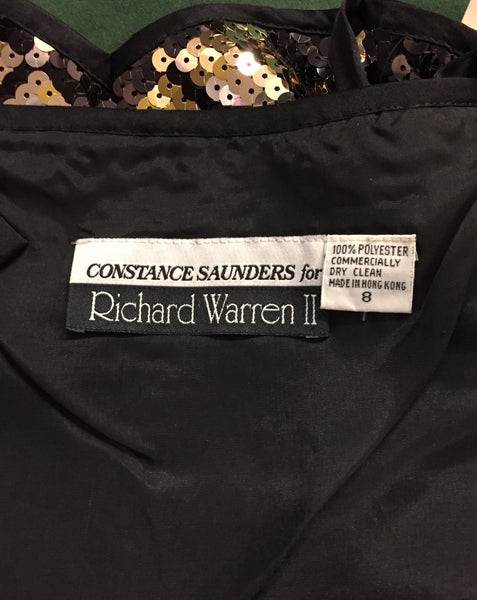 CONSTANCE SAUNDERS for
Richard Warren II
100% POLYESTER
COMMERCIALLY
DRY CLEAN
MADE IN HONG KONG
8